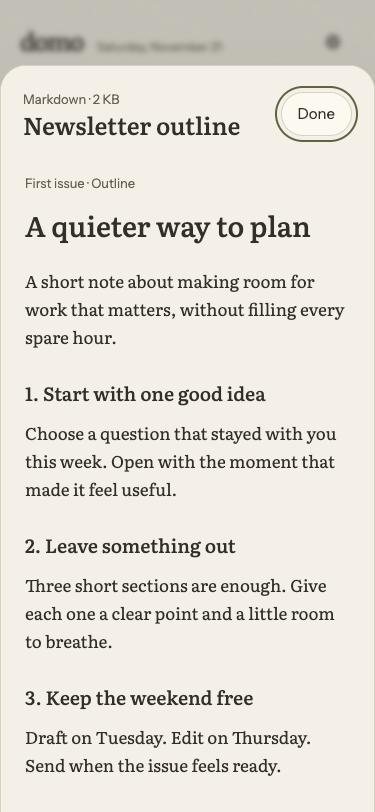 domo
Saturday, November 21
Markdown · 2 KB
Newsletter outline
Done
First issue · Outline
A quieter way to plan
A short note about making room for
work that matters, without filling every
spare hour.
1. Start with one good idea
Choose a question that stayed with you
this week. Open with the moment that
made it feel useful.
2. Leave something out
Three short sections are enough. Give
each one a clear point and a little room
to breathe.
3. Keep the weekend free
Draft on Tuesday. Edit on Thursday.
Send when the issue feels ready.